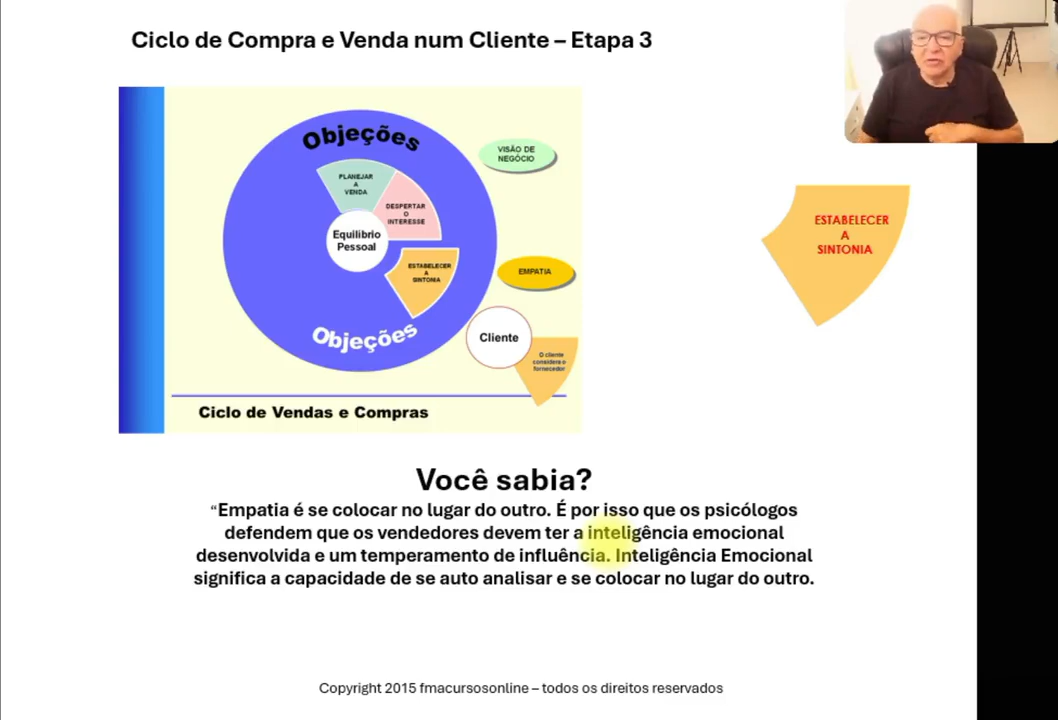 Ciclo de Compra e Venda num Cliente – Etapa 3
Objeções
VISÃO DE
NEGÓCIO
PLANEJAR
A
VENDA
DESPERTAR
O
INTERESSE
Equilíbrio
Pessoal
ESTABELECER
A
SINTONIA
EMPATIA
Objeções
Cliente
O cliente
considera o
fornecedor
Ciclo de Vendas e Compras
ESTABELECER
A
SINTONIA
Você sabia?
“Empatia é se colocar no lugar do outro. É por isso que os psicólogos
defendem que os vendedores devem ter a inteligência emocional
desenvolvida e um temperamento de influência. Inteligência Emocional
significa a capacidade de se auto analisar e se colocar no lugar do outro.
Copyright 2015 fmacursosonline – todos os direitos reservados